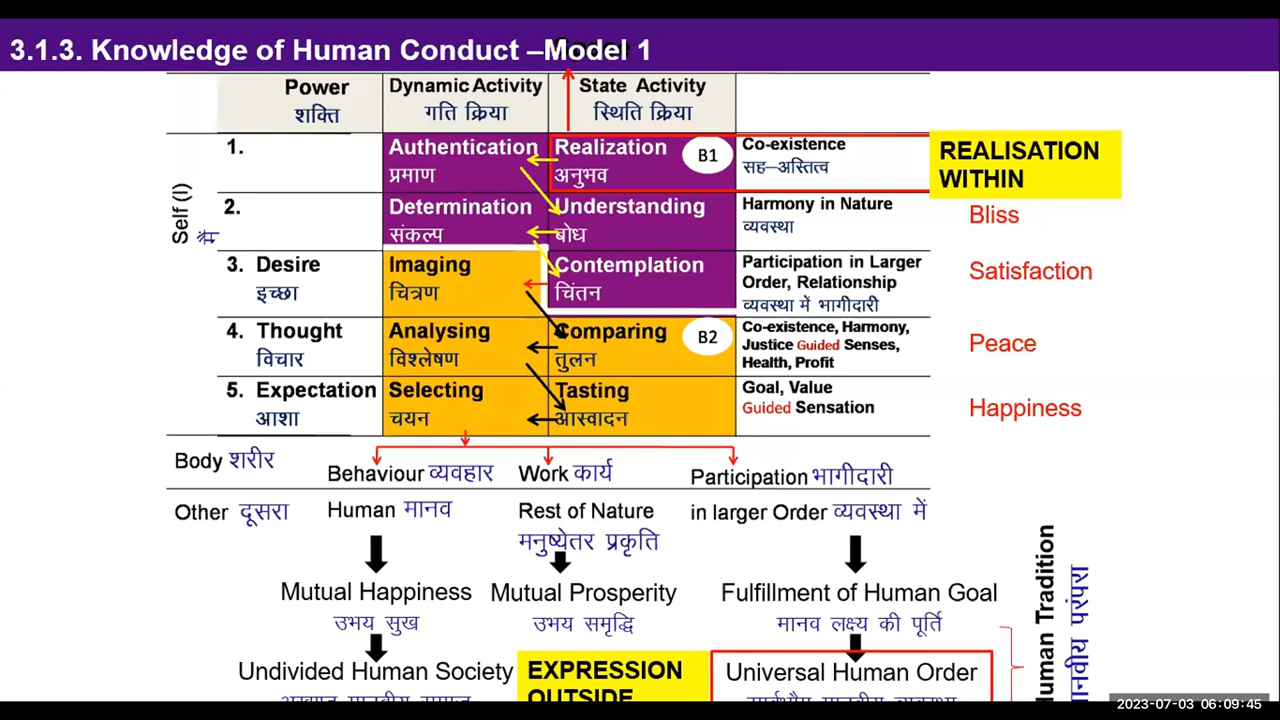 3.1.3. Knowledge of Human Conduct –Model 1
Power Dynamic Activity State Activity
शक्ति गति क्रिया स्थिति क्रिया
Self (I)
1. Authentication Realization B1 Co-existence
प्रमाण अनुभव सह–अस्तित्व
REALISATION
WITHIN
2. Determination Understanding Harmony in Nature Bliss
संकल्प बोध व्यवस्था
3. Desire Imaging Contemplation Participation in Larger
Order, Relationship Satisfaction
इच्छा चित्रण चिंतन व्यवस्था में भागीदारी
4. Thought Analysing Comparing B2 Co-existence, Harmony,
Justice Guided Senses, Peace
विचार विश्लेषण तुलन Health, Profit
5. Expectation Selecting Tasting Goal, Value
आशा चयन आस्वादन Guided Sensation Happiness
Body शरीर Behaviour व्यवहार Work कार्य Participation भागीदारी
Other दूसरा Human मानव Rest of Nature in larger Order व्यवस्था में
मनुष्येतर प्रकृति
Mutual Happiness Mutual Prosperity Fulfillment of Human Goal
उभय सुख उभय समृद्धि मानव लक्ष्य की पूर्ति
Undivided Human Society EXPRESSION Universal Human Order
OUTSIDE
Human Tradition
मानवीय परंपरा
2023-07-03 06:09:45